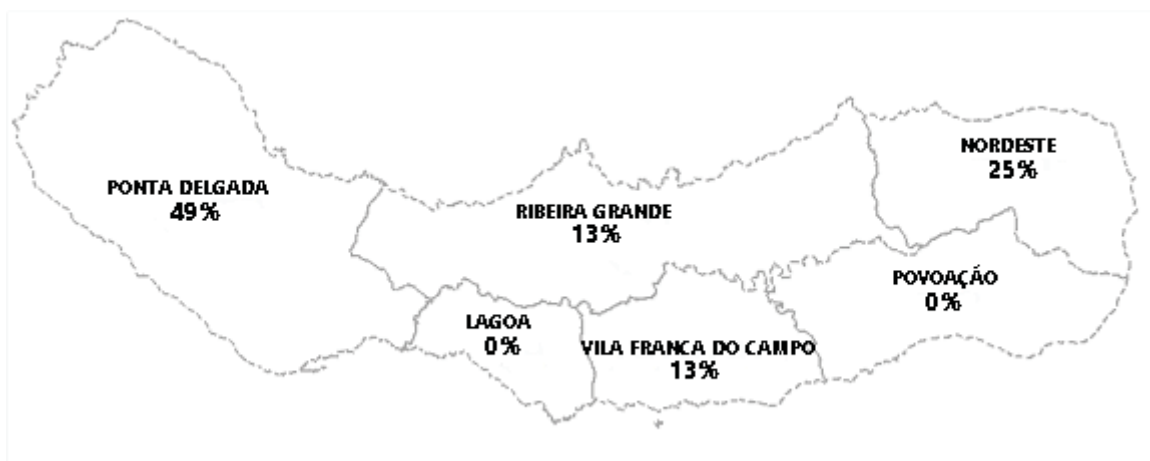 PONTA DELGADA
49%
RIBEIRA GRANDE
13%
NORDESTE
25%
LAGOA
0%
VILA FRANCA DO CAMPO
13%
POVOAÇÃO
0%